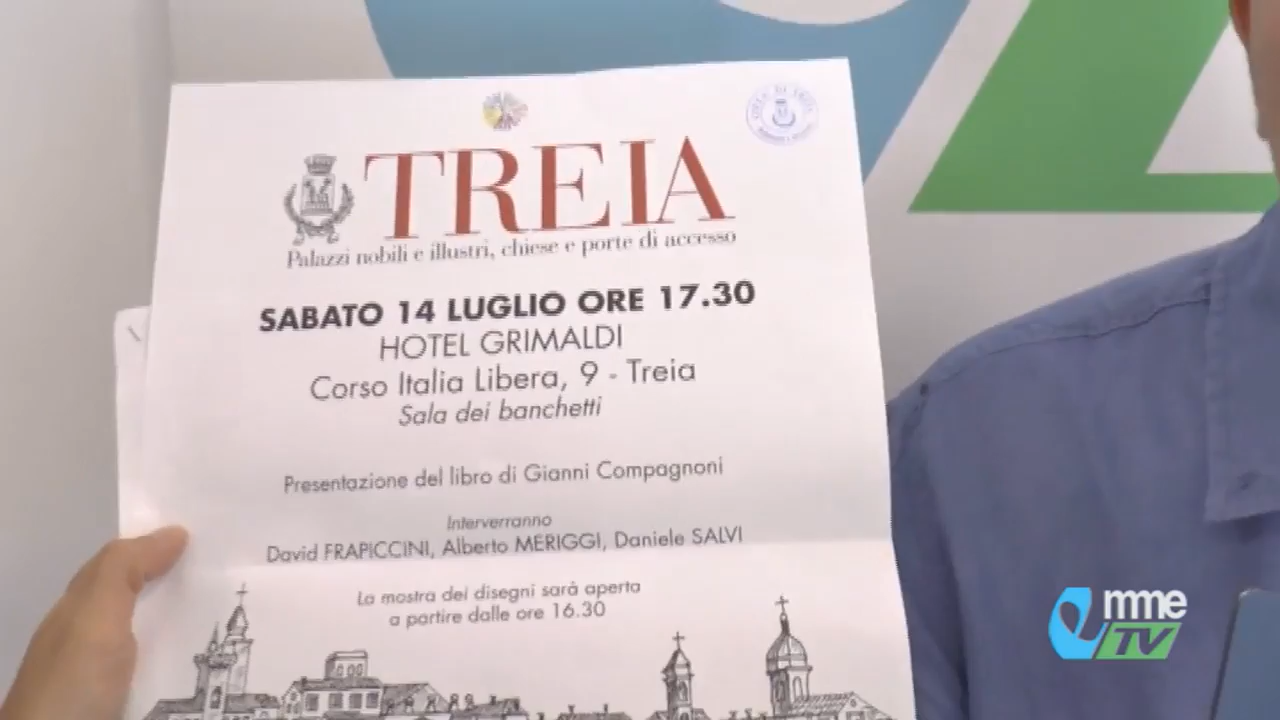 TREIA
Palazzi nobili e illustri, chiese e porte di accesso
SABATO 14 LUGLIO ORE 17.30
HOTEL GRIMALDI
Corso Italia Libera, 9 - Treia
Sala dei banchetti
Presentazione del libro di Gianni Compagnoni
Interverranno
David FRAPICCINI, Alberto MERIGGI, Daniele SALVI
La mostra dei disegni sarà aperta
a partire dalle ore 16.30
emme
TV